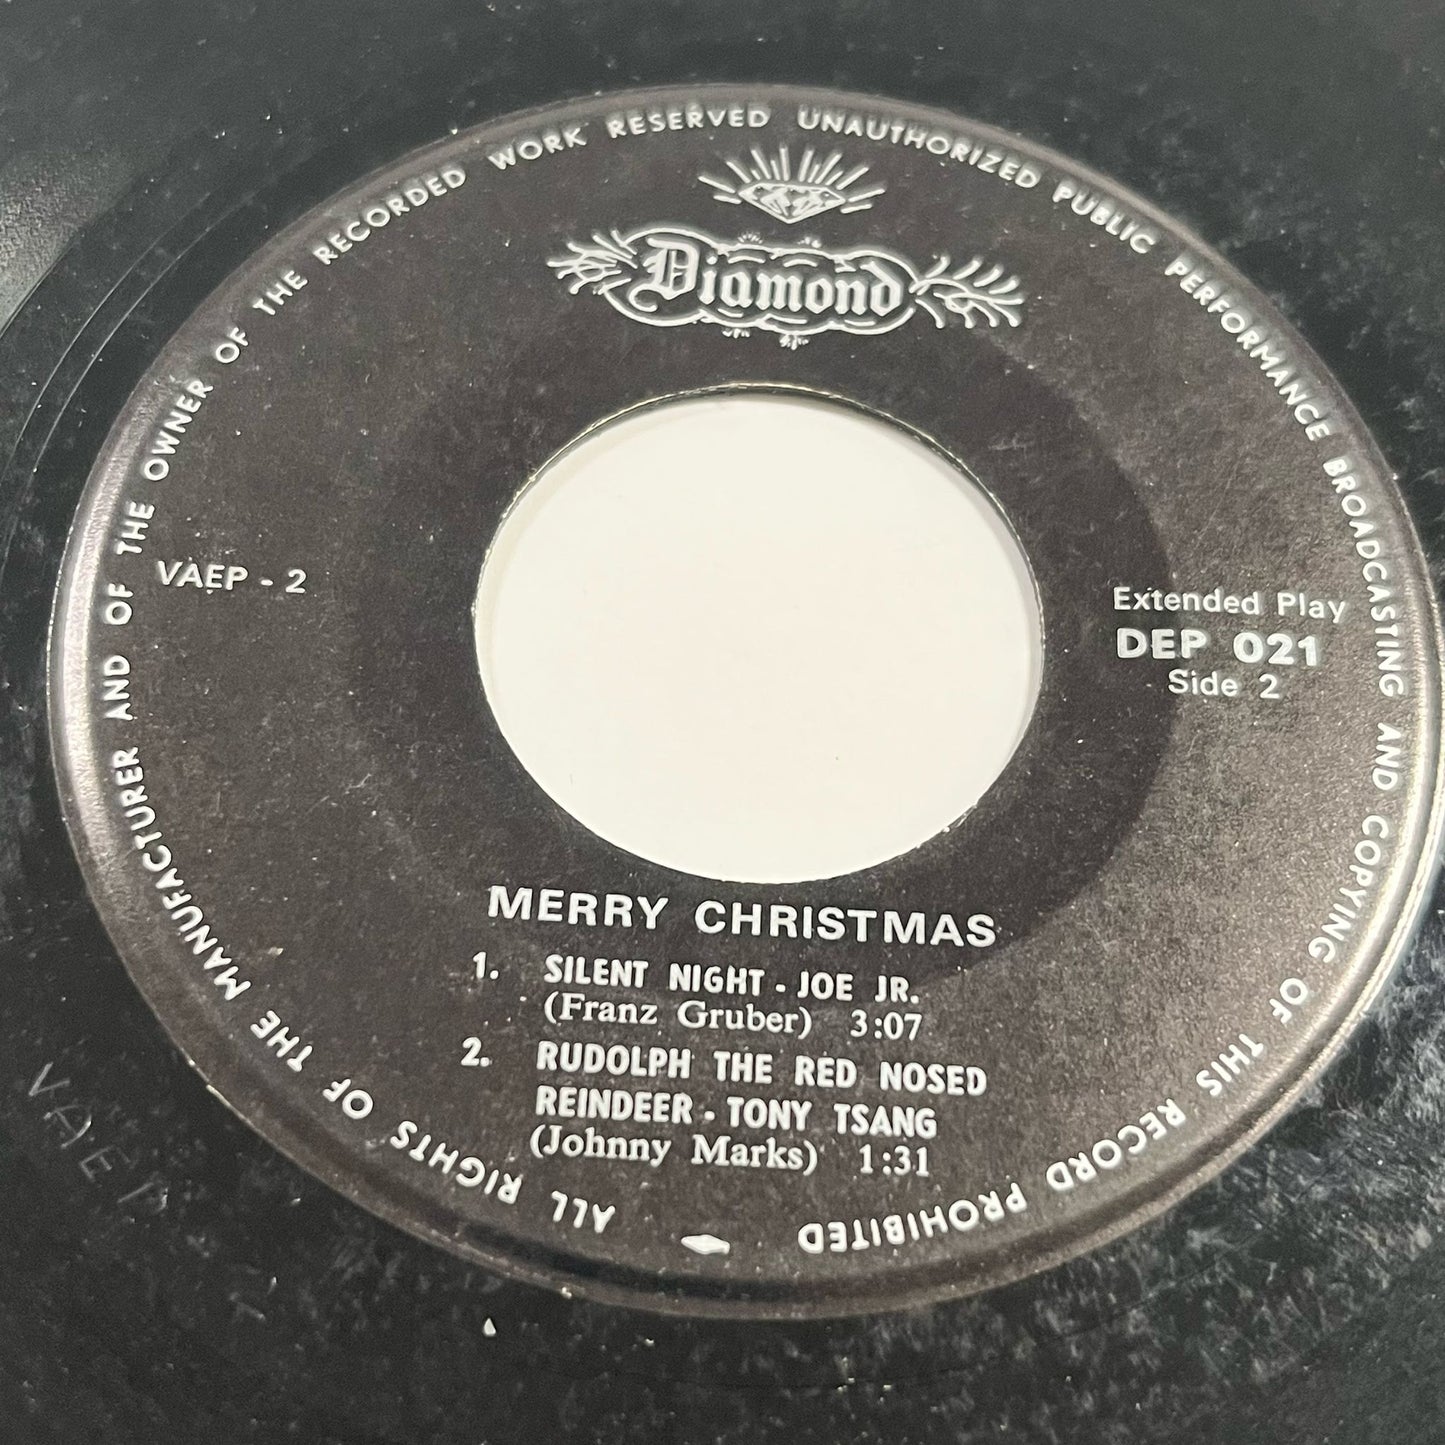 ALL RIGHTS OF THE MANUFACTURER AND OF THE OWNER OF THE RECORDED WORK RESERVED UNAUTHORIZED PUBLIC PERFORMANCE BROADCASTING AND COPYING OF THIS RECORD PROHIBITED
Diamond
VAEP - 2
Extended Play
DEP 021
Side 2
MERRY CHRISTMAS
1. SILENT NIGHT - JOE JR.
(Franz Gruber) 3:07
2. RUDOLPH THE RED NOSED
REINDEER - TONY TSANG
(Johnny Marks) 1:31